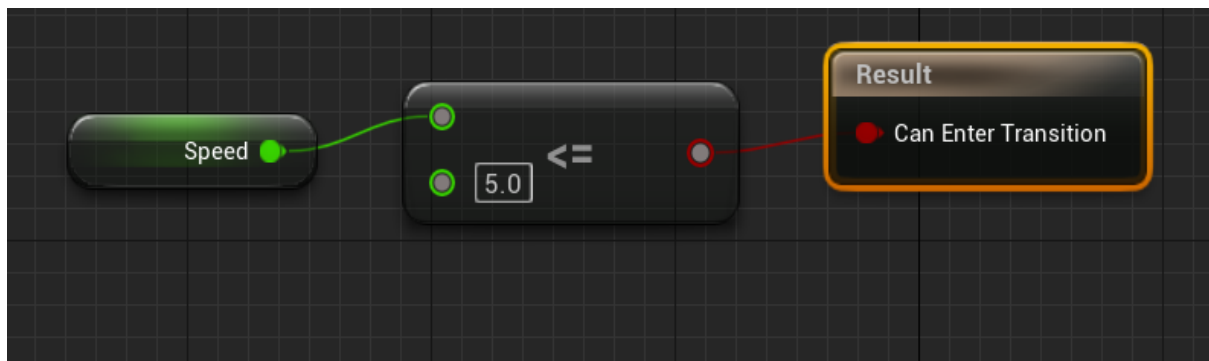 Speed
<=
5.0
Result
Can Enter Transition